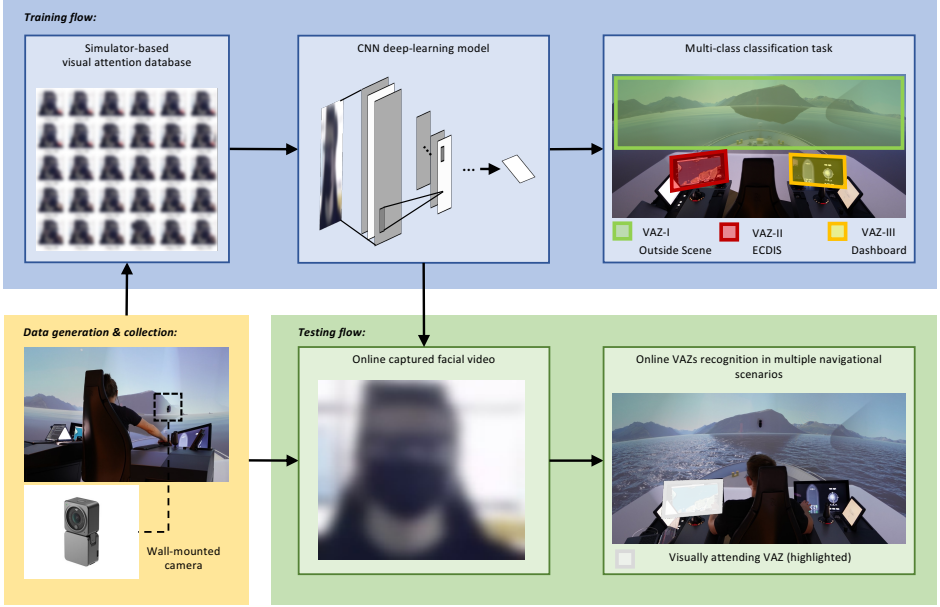 Training flow:
Simulator-based
visual attention database
CNN deep-learning model
Multi-class classification task
VAZ-I
Outside Scene
VAZ-II
ECDIS
VAZ-III
Dashboard
Data generation & collection:
Wall-mounted
camera
Testing flow:
Online captured facial video
Online VAZs recognition in multiple navigational
scenarios
Visually attending VAZ (highlighted)